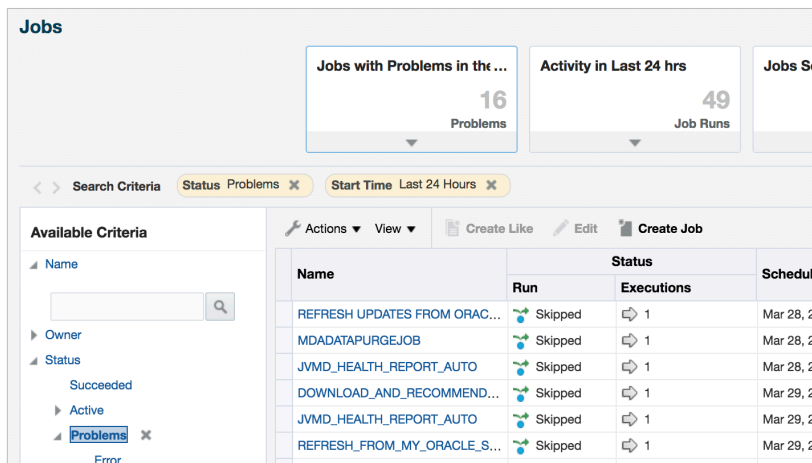 Jobs
Jobs with Problems in the ...
16
Problems
Activity in Last 24 hrs
49
Job Runs
Jobs
Search Criteria
Status Problems
Start Time Last 24 Hours
Available Criteria
Name
Owner
Status
Succeeded
Active
Problems
Error
Actions View Create Like Edit Create Job
Name Status
Run Executions
REFRESH UPDATES FROM ORAC... Skipped 1 Mar 28,
MDADATAPURGEJOB Skipped 1 Mar 28,
JVMD_HEALTH_REPORT_AUTO Skipped 1 Mar 28,
DOWNLOAD_AND_RECOMMEND... Skipped 1 Mar 29,
JVMD_HEALTH_REPORT_AUTO Skipped 1 Mar 29,
REFRESH_FROM_MY_ORACLE_S... Skipped 1 Mar 29,